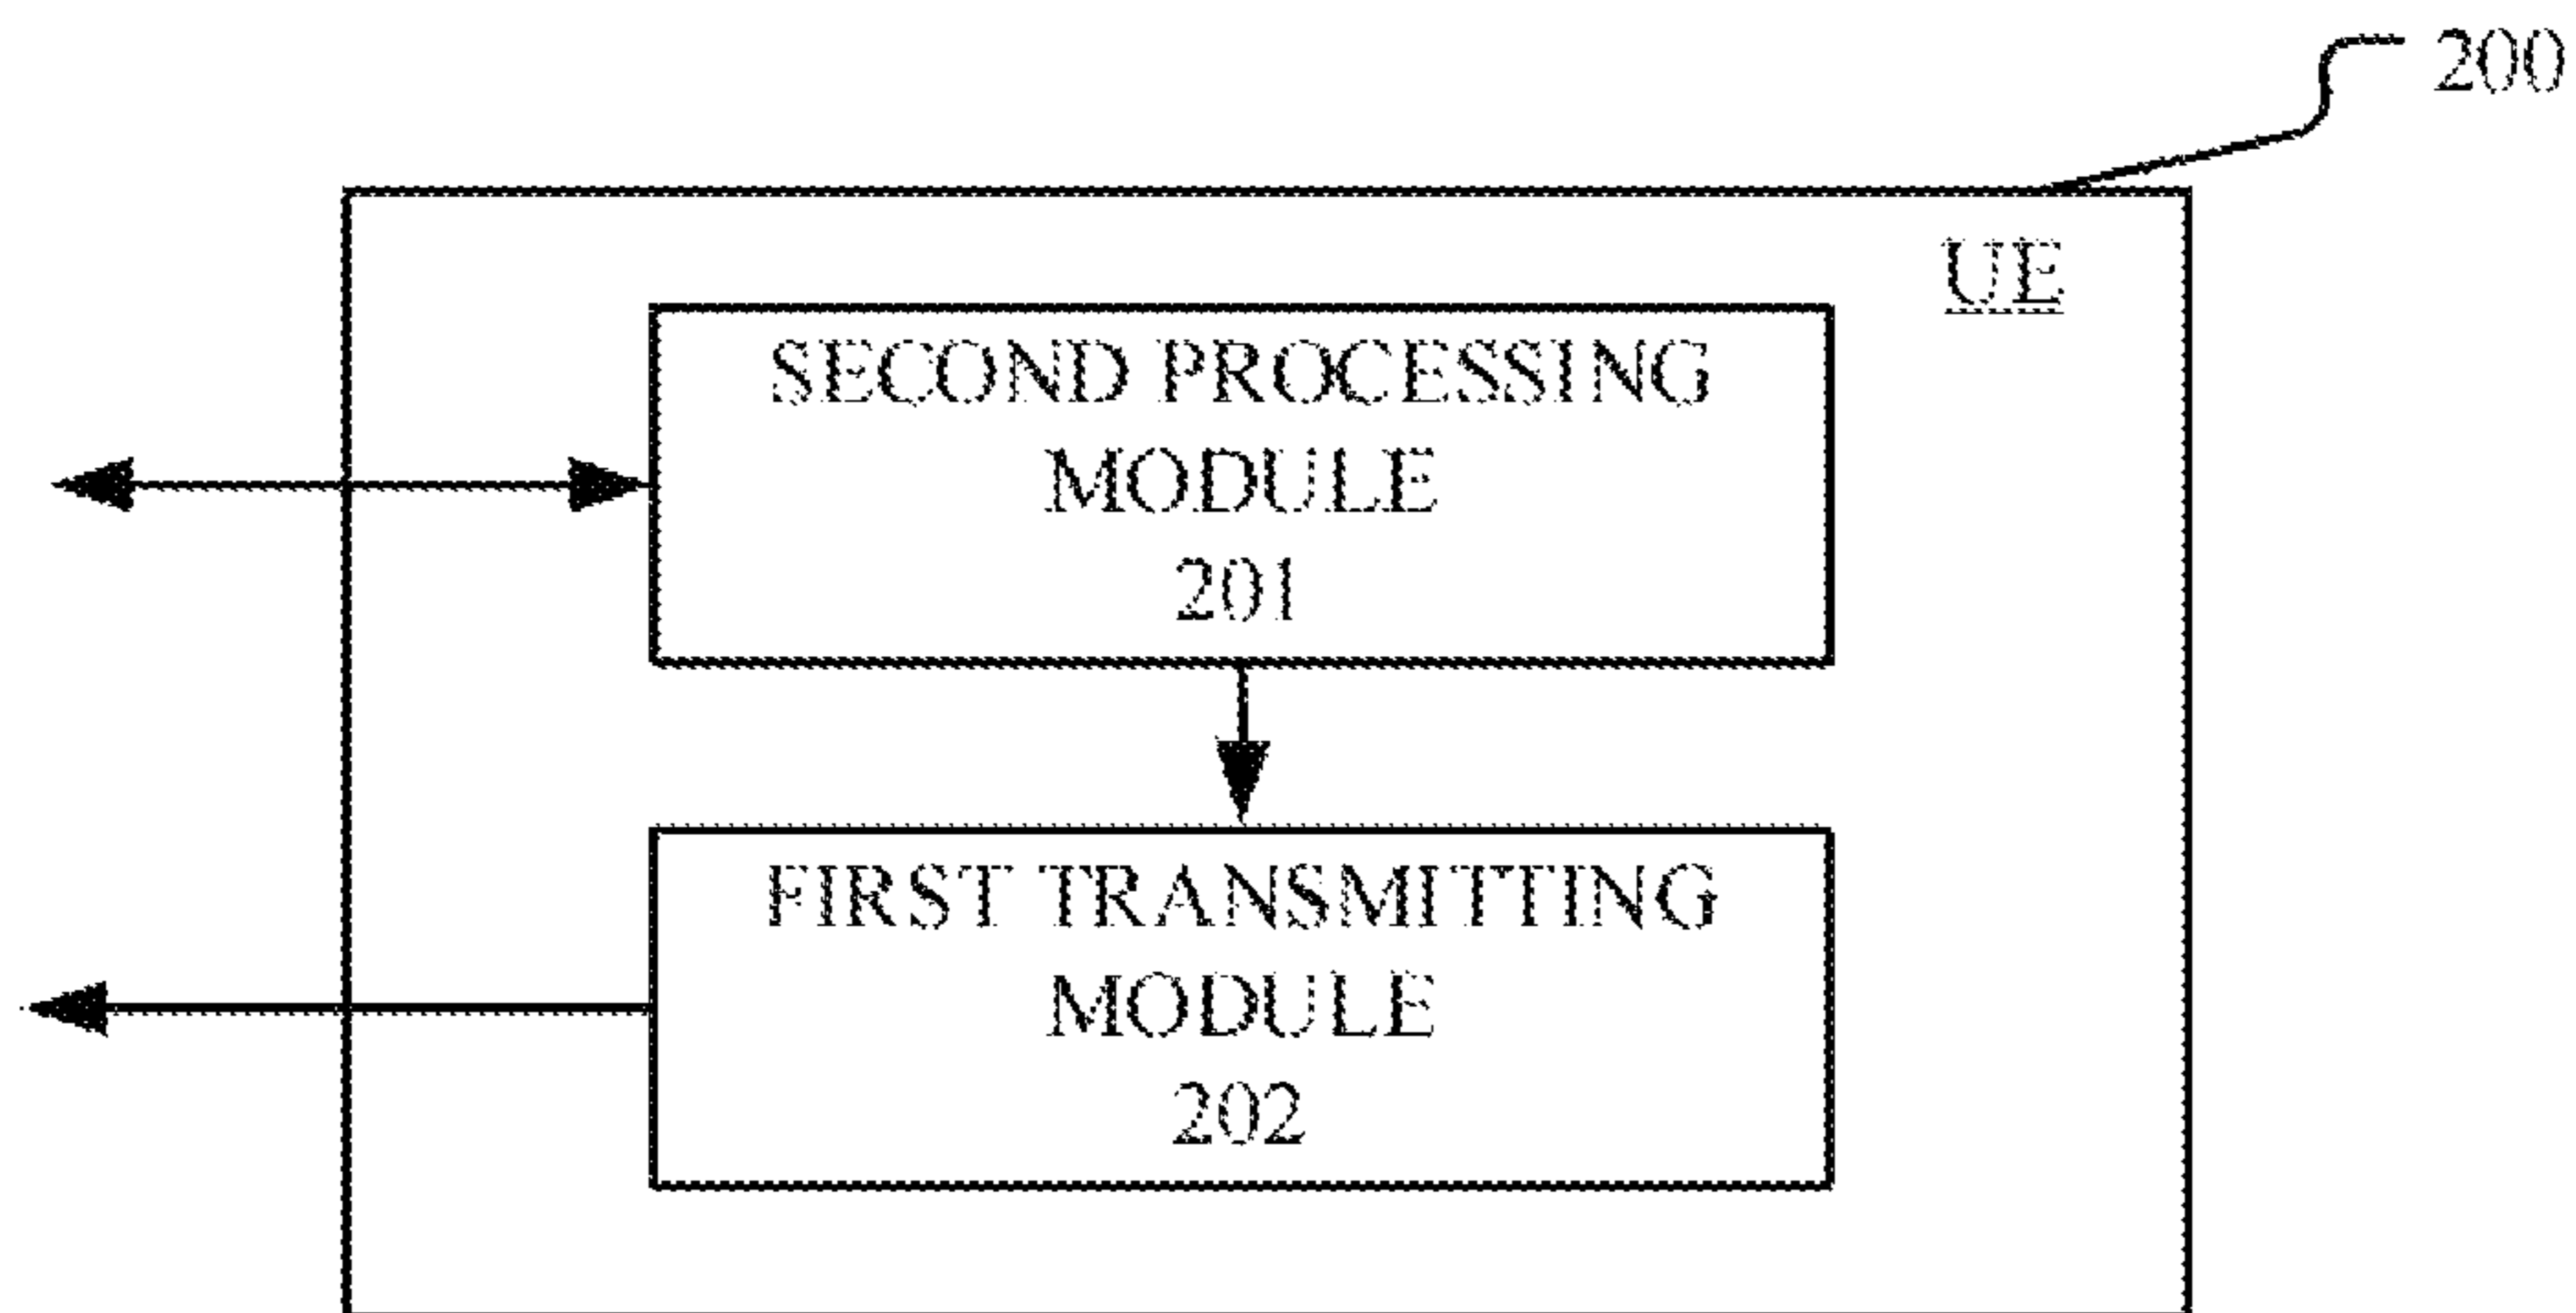 200
UE
SECOND PROCESSING
MODULE
201
FIRST TRANSMITTING
MODULE
202